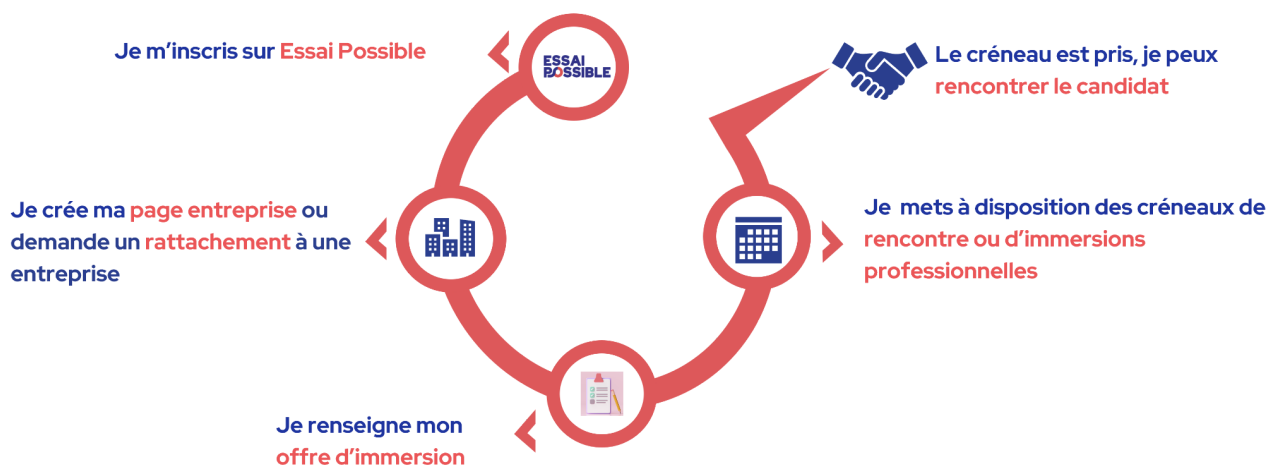 Je m'inscris sur Essai Possible
ESSAI
POSSIBLE
Je crée ma page entreprise ou
demande un rattachement à une
entreprise
Je renseigne mon
offre d'immersion
Je mets à disposition des créneaux de
rencontre ou d'immersions
professionnelles
Le créneau est pris, je peux
rencontrer le candidat